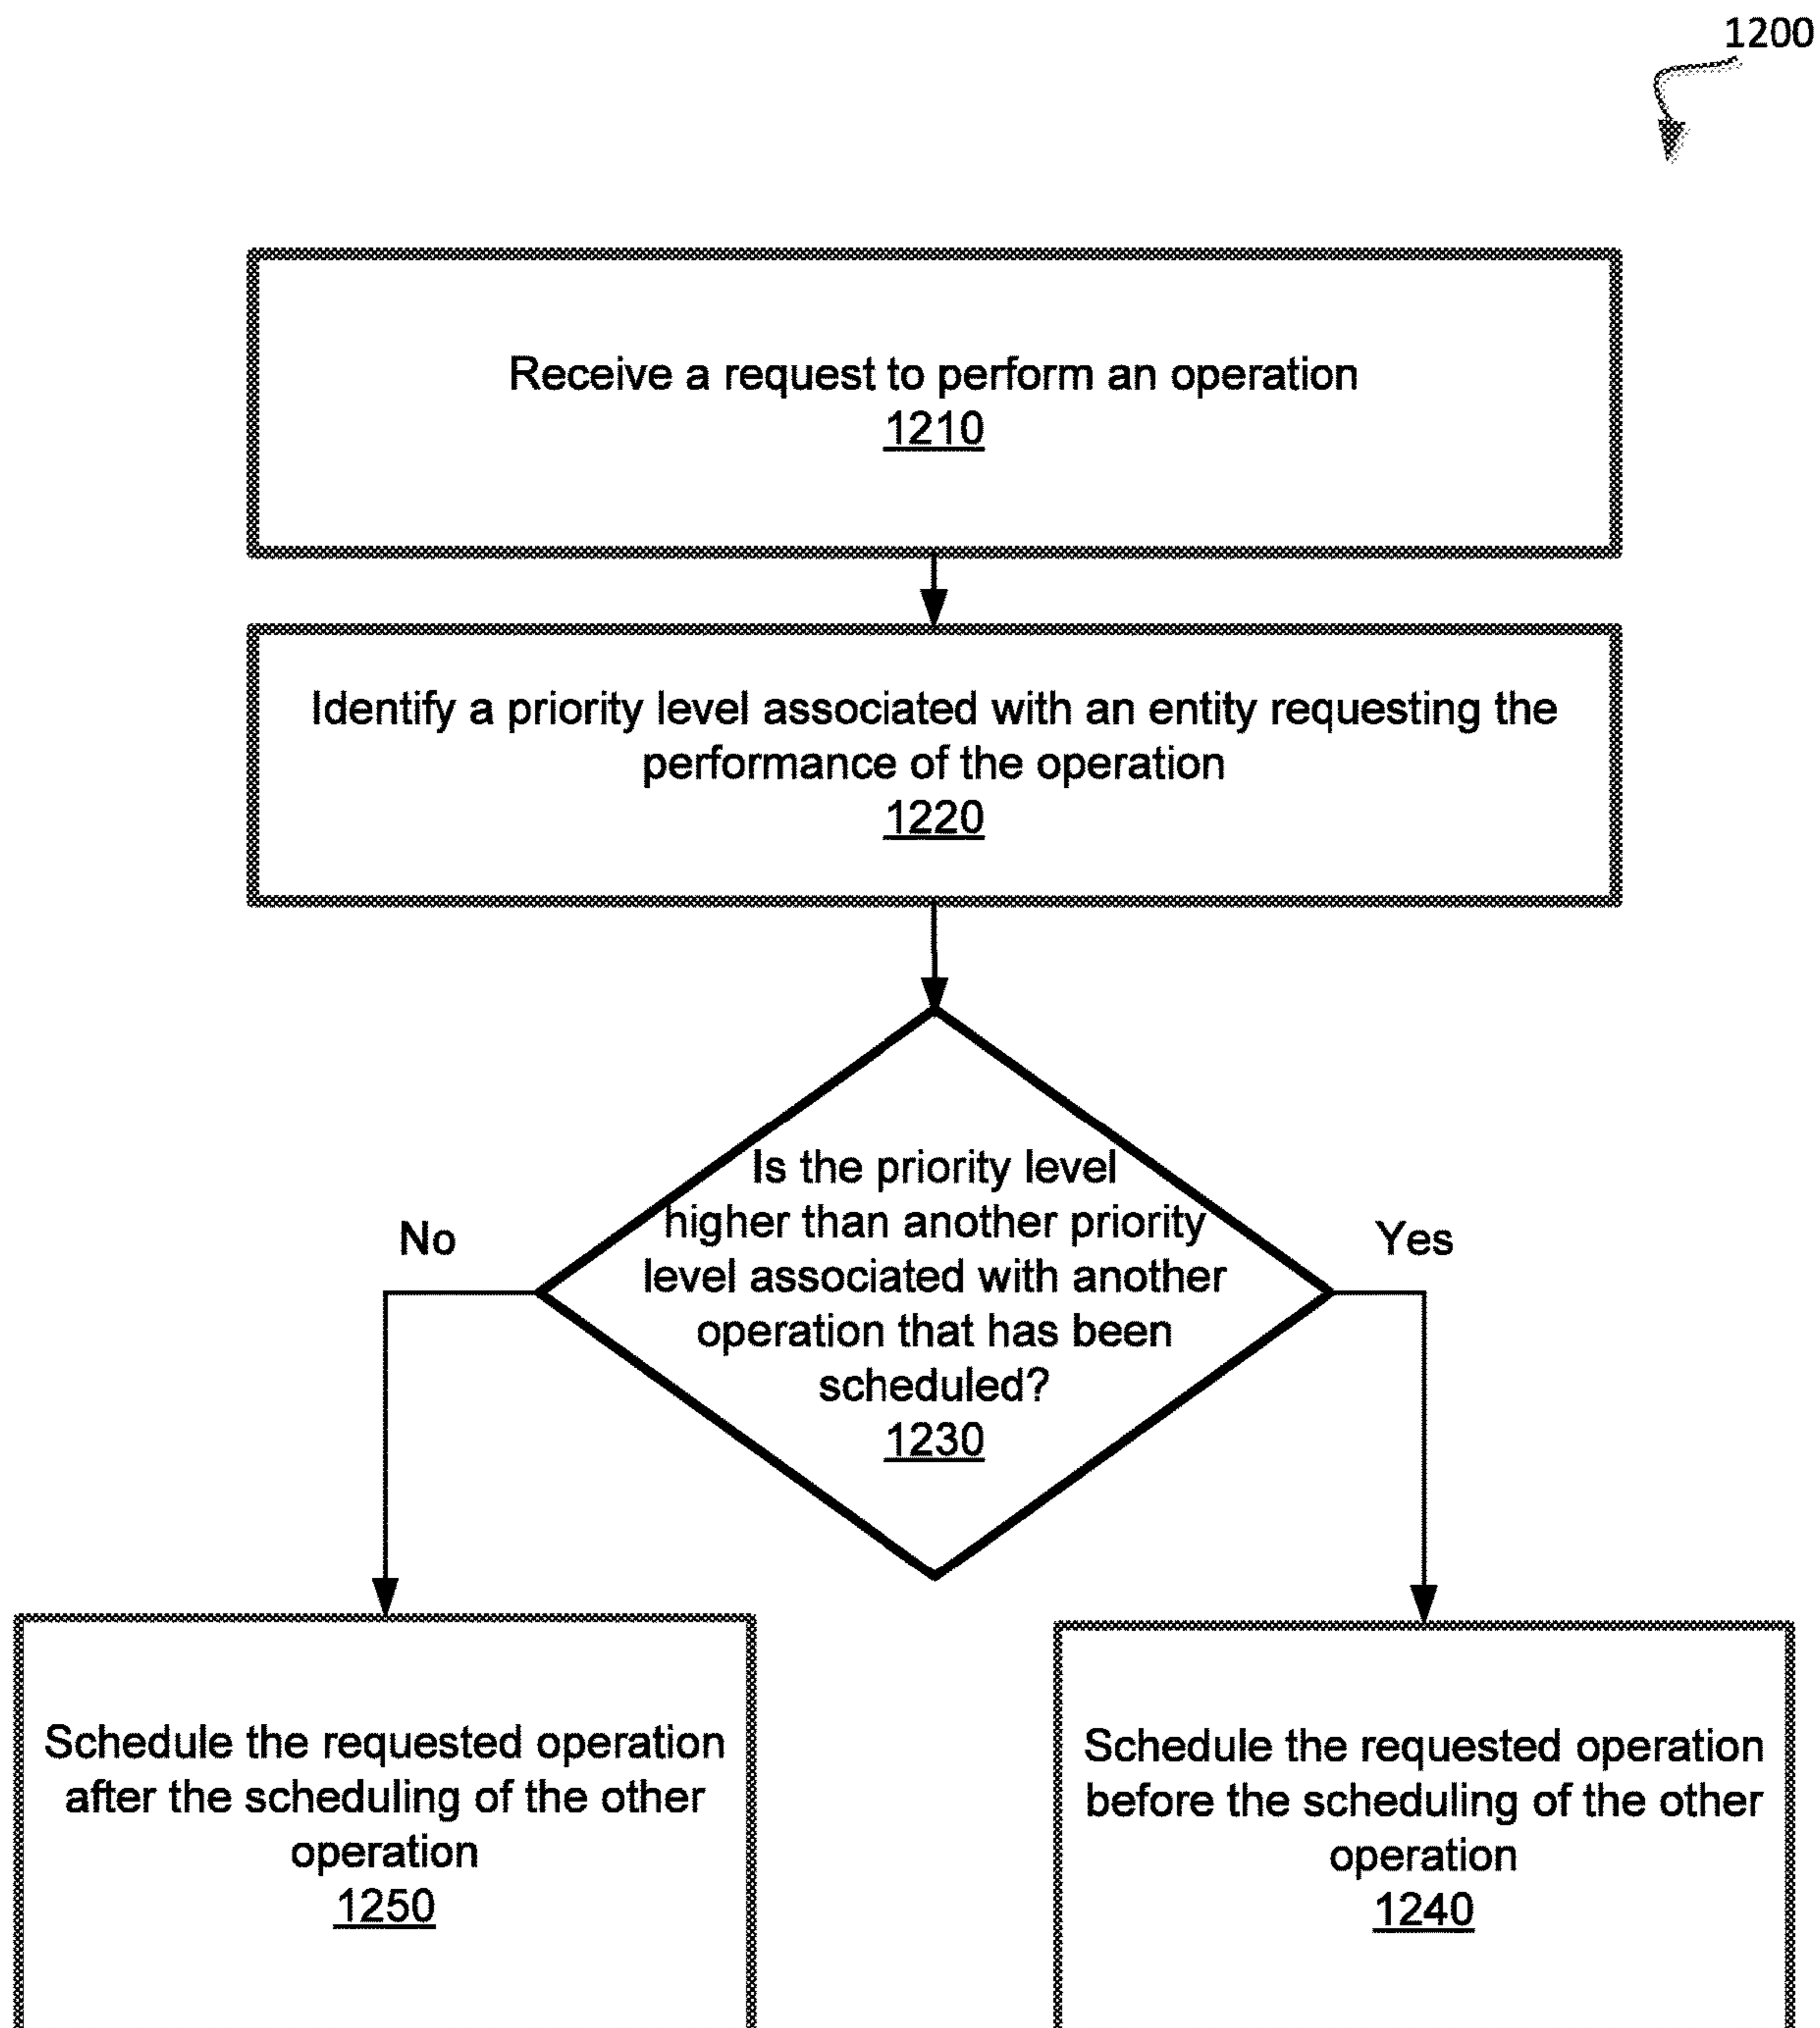 1200
Receive a request to perform an operation
1210
Identify a priority level associated with an entity requesting the
performance of the operation
1220
Is the priority level
higher than another priority
level associated with another
operation that has been
scheduled?
1230
No
Yes
Schedule the requested operation
after the scheduling of the other
operation
1250
Schedule the requested operation
before the scheduling of the other
operation
1240